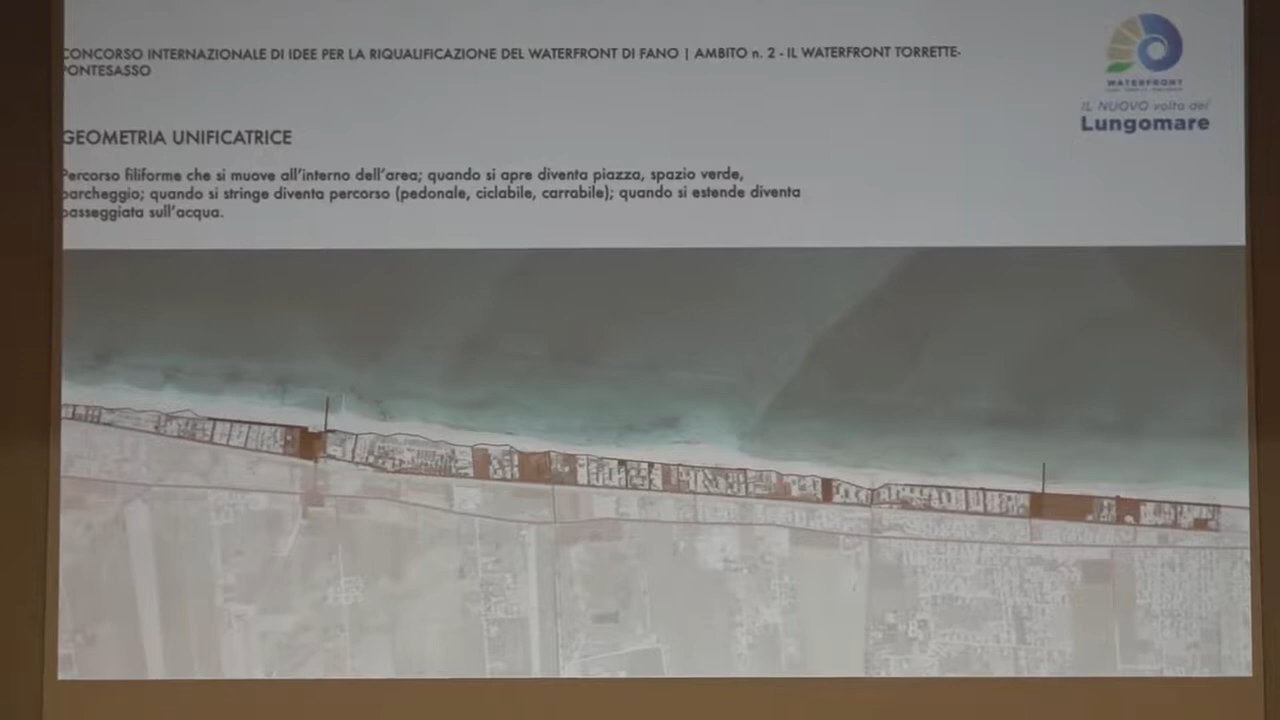 CONCORSO INTERNAZIONALE DI IDEE PER LA RIQUALIFICAZIONE DEL WATERFRONT DI FANO | AMBITO n. 2 - IL WATERFRONT TORRETTE-
PONTESASSO
WATERFRONT
IL NUOVO volto del
Lungomare
GEOMETRIA UNIFICATRICE
Percorso filiforme che si muove all'interno dell'area; quando si apre diventa piazza, spazio verde,
parcheggio; quando si stringe diventa percorso (pedonale, ciclabile, carrabile); quando si estende diventa
passeggiata sull'acqua.